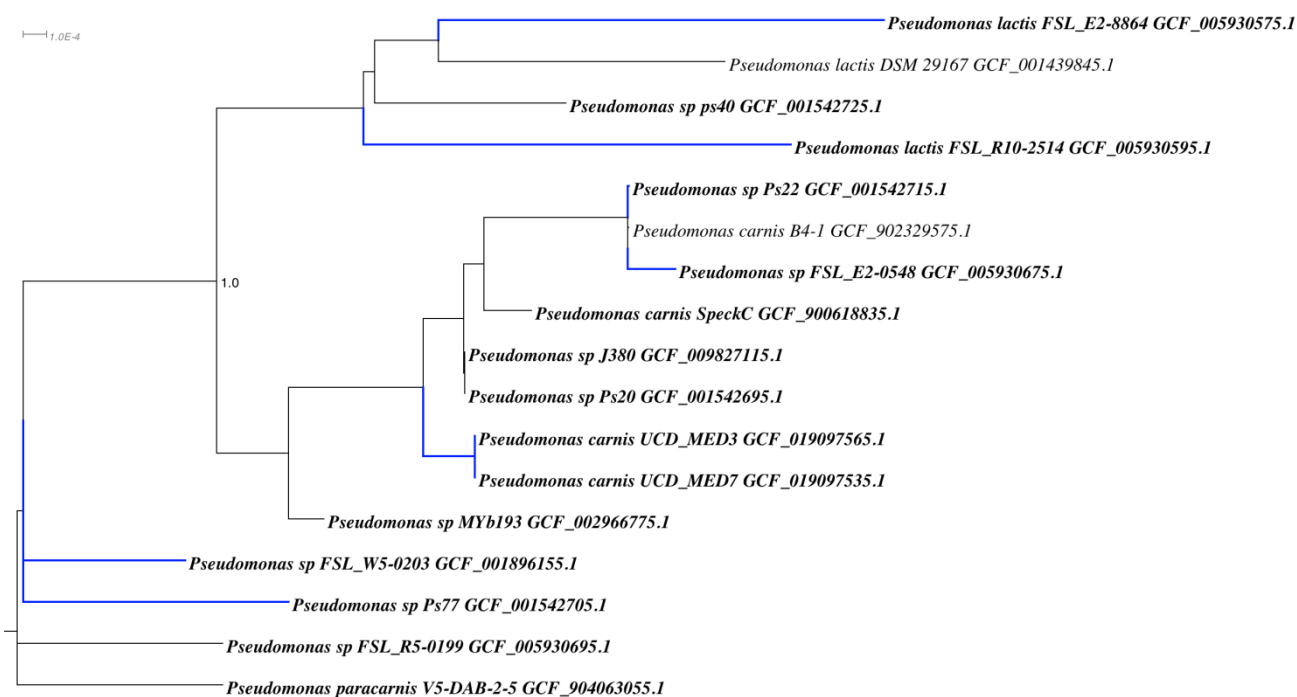 Pseudomonas lactis FSL_E2-8864 GCF_005930575.1
1.0E-4
Pseudomonas lactis DSM 29167 GCF_001439845.1
Pseudomonas sp ps40 GCF_001542725.1
Pseudomonas lactis FSL_R10-2514 GCF_005930595.1
Pseudomonas sp Ps22 GCF_001542715.1
Pseudomonas carnis B4-1 GCF_902329575.1
Pseudomonas sp FSL_E2-0548 GCF_005930675.1
1.0
Pseudomonas carnis SpeckC GCF_900618835.1
Pseudomonas sp J380 GCF_009827115.1
Pseudomonas sp Ps20 GCF_001542695.1
Pseudomonas carnis UCD_MED3 GCF_019097565.1
Pseudomonas carnis UCD_MED7 GCF_019097535.1
Pseudomonas sp MYb193 GCF_002966775.1
Pseudomonas sp FSL_W5-0203 GCF_001896155.1
Pseudomonas sp Ps77 GCF_001542705.1
Pseudomonas sp FSL_R5-0199 GCF_005930695.1
Pseudomonas paracarnis V5-DAB-2-5 GCF_904063055.1